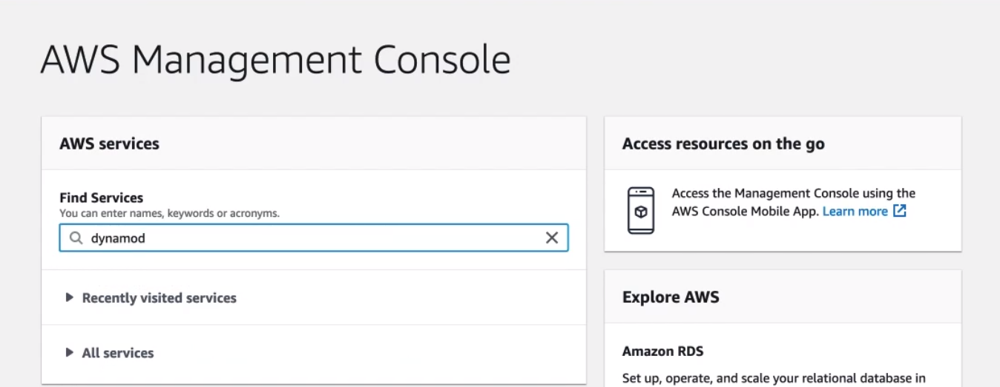 AWS Management Console
AWS services
Find Services
You can enter names, keywords or acronyms.
dynamod
Recently visited services
All services
Access resources on the go
Access the Management Console using the
AWS Console Mobile App. Learn more
Explore AWS
Amazon RDS
Set up, operate, and scale your relational database in